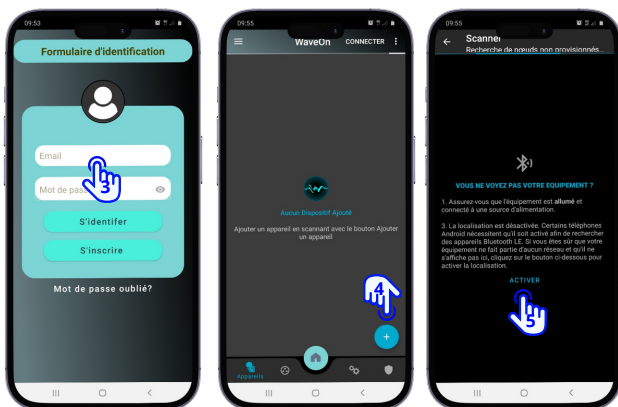 09:53
Formulaire d'identification
Email
Mot de pass
3
S'identifer
S'inscrire
Mot de passe oublié?
09:55
WaveOn
CONNECTER
Aucun Dispositif Ajouté
Ajouter un appareil en scannant avec le bouton Ajouter
un appareil
4
+
Appareils
09:55
Scanner
Recherche de nœuds non provisionnés...
VOUS NE VOYEZ PAS VOTRE EQUIPEMENT ?
1. Assurez-vous que l'équipement est allumé et
connecté à une source d'alimentation.
3. La localisation est désactivée. Certains téléphones
Android nécessitent qu'il soit activé afin de rechercher
des appareils Bluetooth LE. Si vous êtes sûr que votre
équipement ne fait partie d'aucun réseau et qu'il ne
s'affiche pas ici, cliquez sur le bouton ci-dessous pour
activer la localisation.
ACTIVER
5